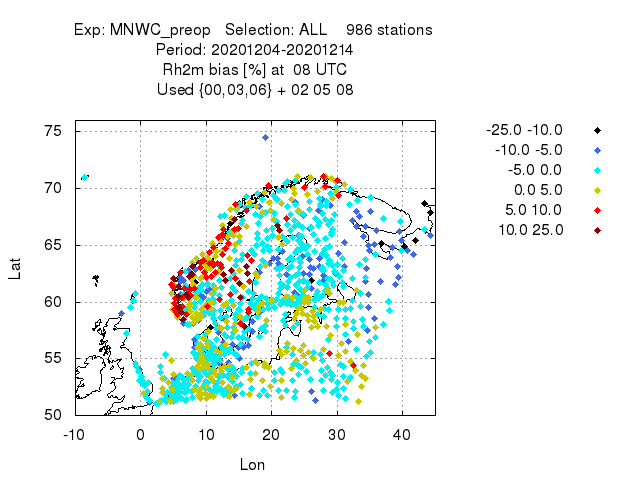 Exp: MNWC_preop   Selection: ALL    986 stations
Period: 20201204-20201214
Rh2m bias [%] at  08 UTC
Used {00,03,06} + 02 05 08
75
70
65
60
55
50
-10 0 10 20 30 40
Lat
Lon
-25.0 -10.0
-10.0 -5.0
-5.0 0.0
0.0 5.0
5.0 10.0
10.0 25.0